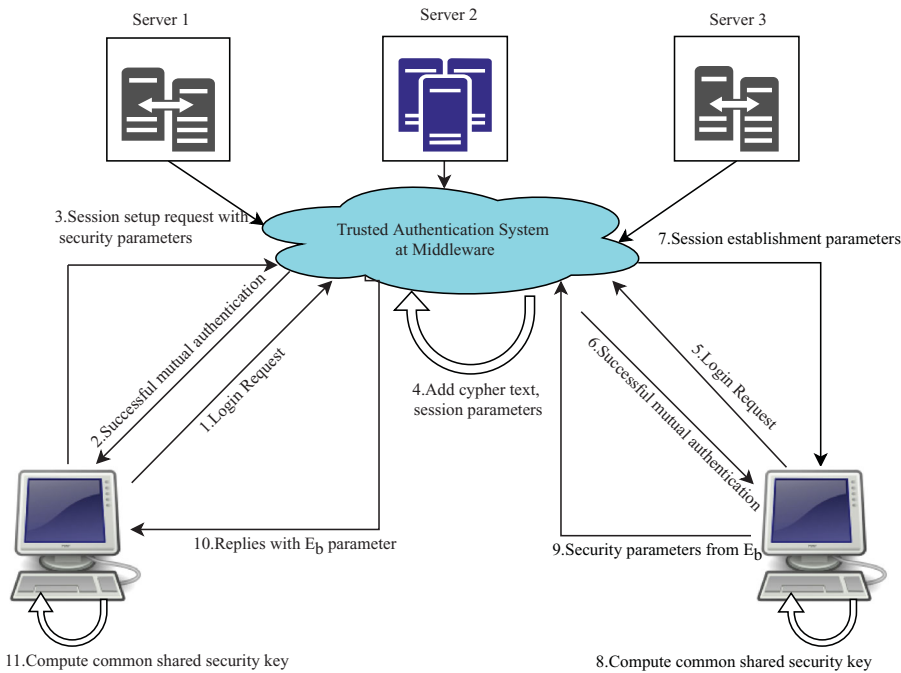 Server 1
Server 2
Server 3
Trusted Authentication System
at Middleware
3.Session setup request with
security parameters
7.Session establishment parameters
2.Successful mutual authentication
1.Login Request
4.Add cypher text,
session parameters
6.Successful mutual authentication
5.Login Request
10.Replies with Eb parameter
9.Security parameters from Eb
11.Compute common shared security key
8.Compute common shared security key